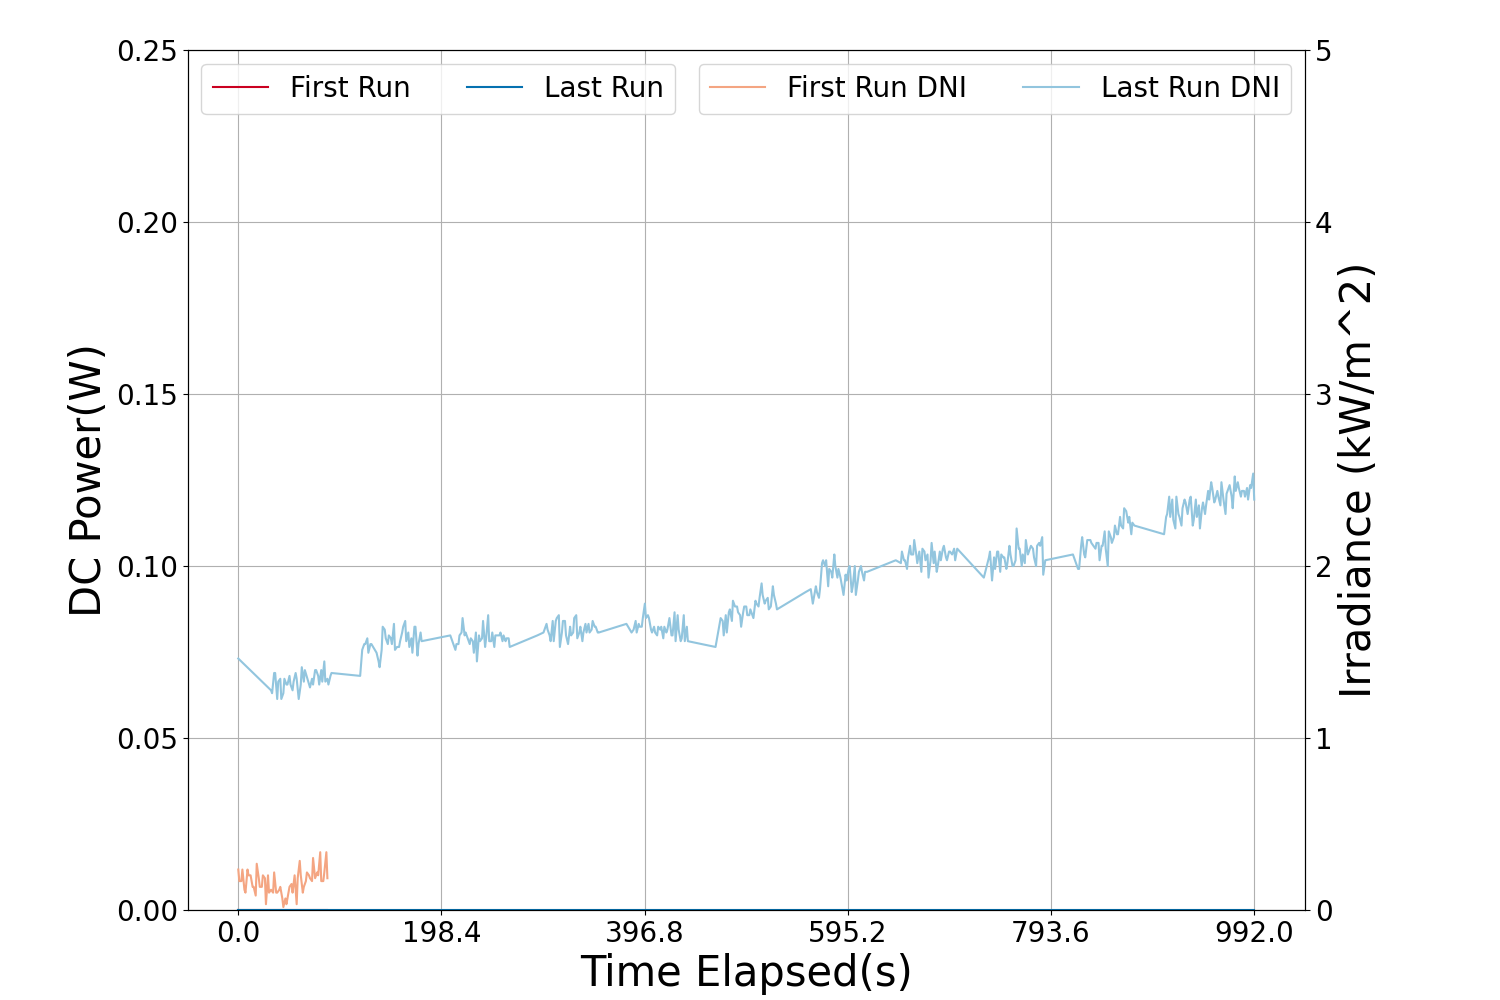 First Run
Last Run
First Run DNI
Last Run DNI
DC Power(W)
0.25
0.20
0.15
0.10
0.05
0.00
5
4
3
2
1
0
Irradiance (kW/m^2)
0.0 198.4 396.8 595.2 793.6 992.0
Time Elapsed(s)